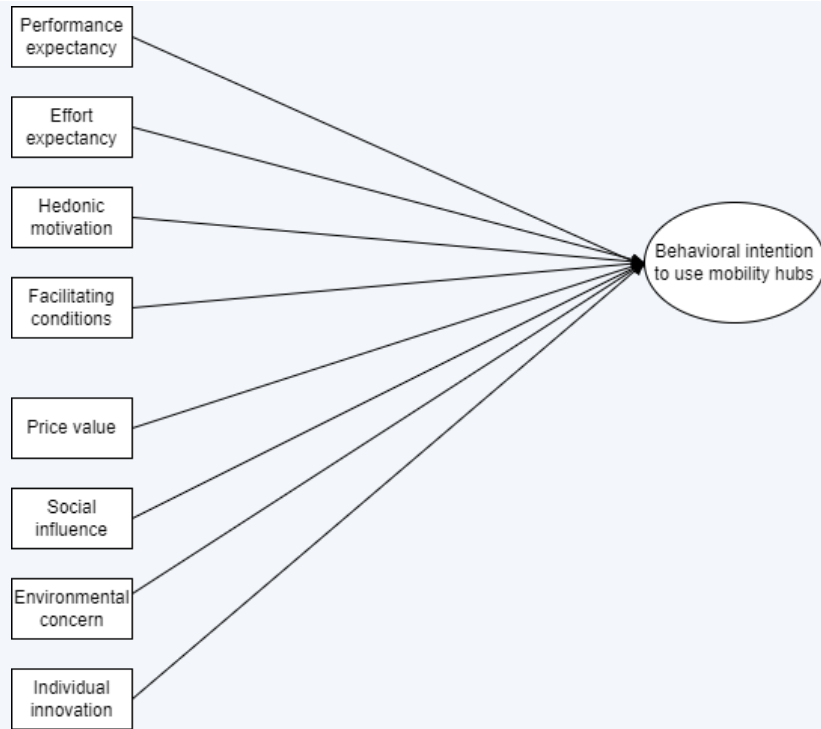 Performance
expectancy
Effort
expectancy
Hedonic
motivation
Facilitating
conditions
Behavioral intention
to use mobility hubs
Price value
Social
influence
Environmental
concern
Individual
innovation